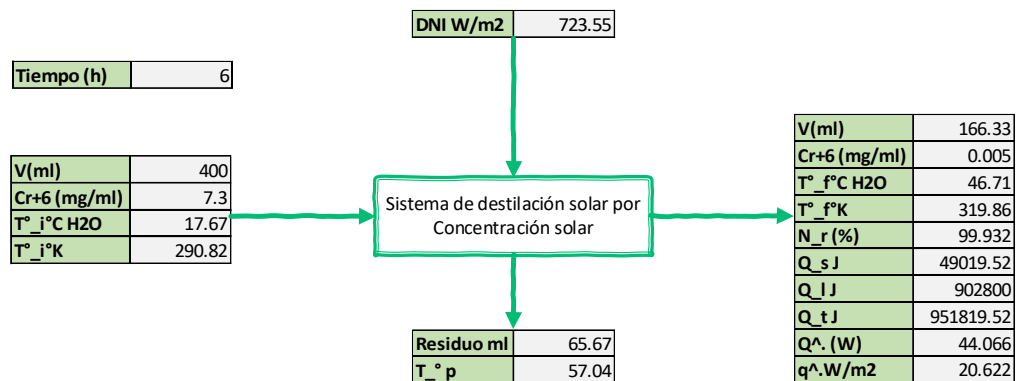 DNI W/m2 723.55
Tiempo (h) 6
V(ml) 400
Cr+6 (mg/ml) 7.3
T°_i°C H2O 17.67
T°_i°K 290.82
Sistema de destilación solar por
Concentración solar
V(ml) 166.33
Cr+6 (mg/ml) 0.005
T°_f°C H2O 46.71
T°_f°K 319.86
N_r (%) 99.932
Q_s J 49019.52
Q_l J 902800
Q_t J 951819.52
Q^. (W) 44.066
q^.W/m2 20.622
Residuo ml 65.67
T_° p 57.04